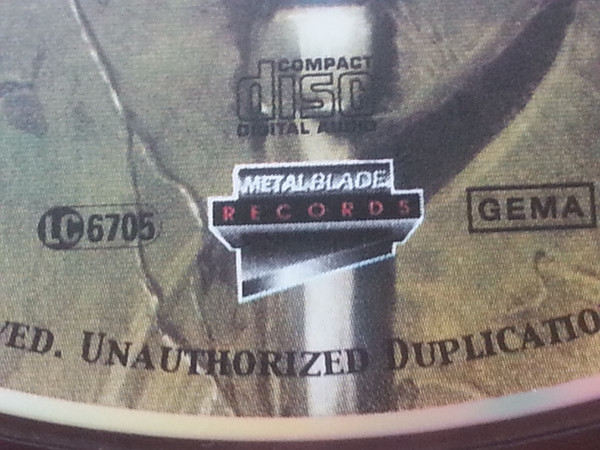 COMPACT
disc
DIGITAL AUDIO
METAL BLADE
RECORDS
LC 6705
GEMA
VED. UNAUTHORIZED DUPLICATIO